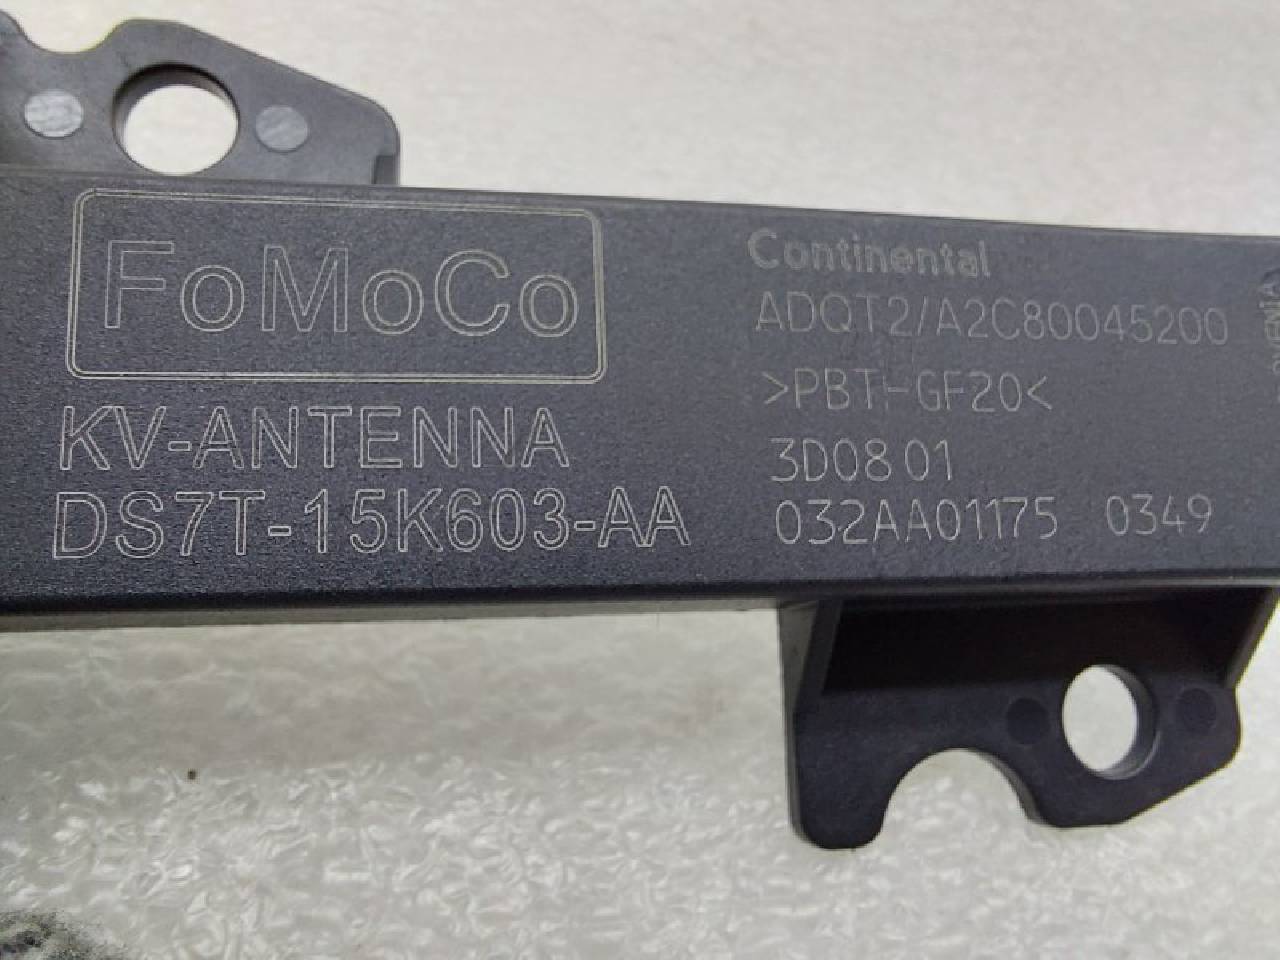 FoMoCo
KV-ANTENNA
DS7T-15K603-AA
Continental
ADQT2/A2C80045200
>PBT-GF20<
3D08 01
032AA01175 0349